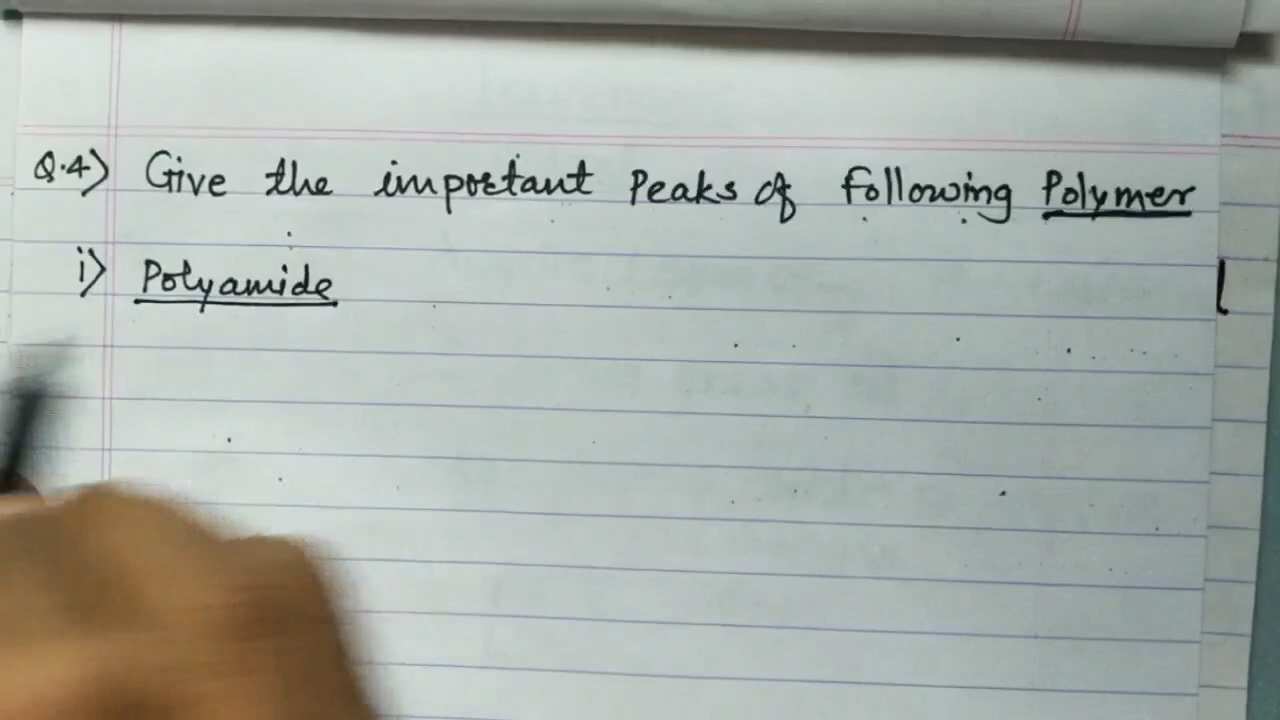 Q.4) Give the important Peaks of following Polymer
i) Polyamide